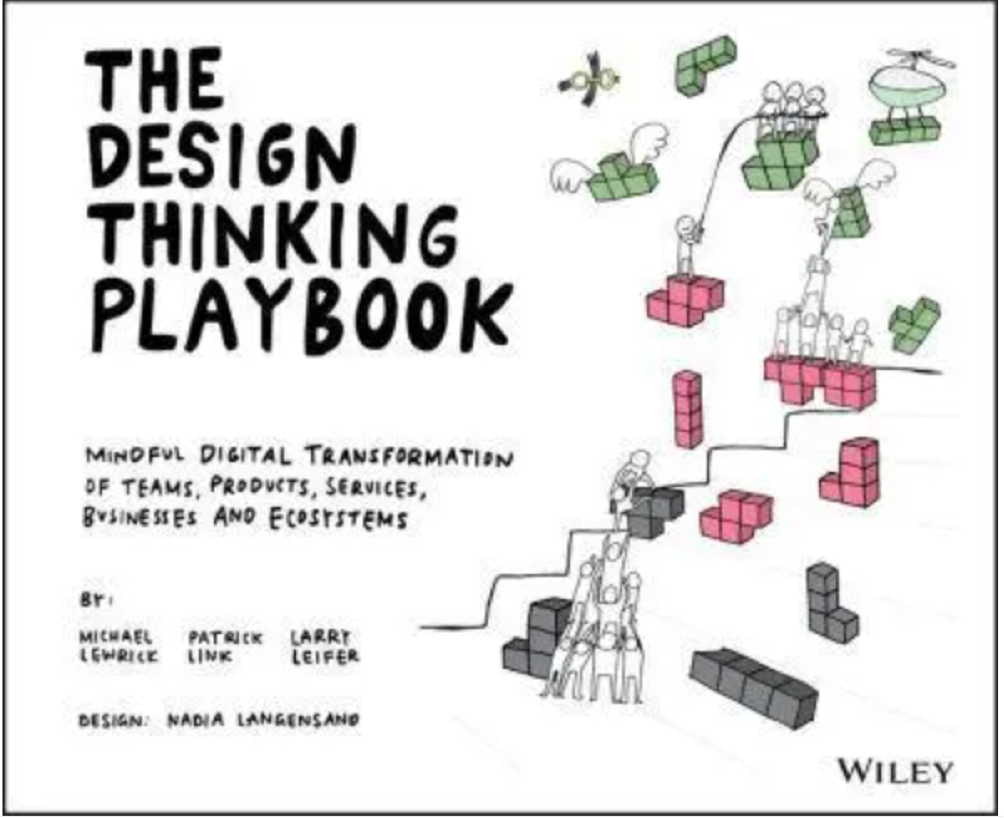 THE
DESIGN
THINKING
PLAYBOOK
MINDFUL DIGITAL TRANSFORMATION
OF TEAMS, PRODUCTS, SERVICES,
BUSINESSES AND ECOSYSTEMS
BY:
MICHAEL PATRICK LARRY
LEWRICK LINK LEIFER
DESIGN: NADIA LANGENSAND
WILEY